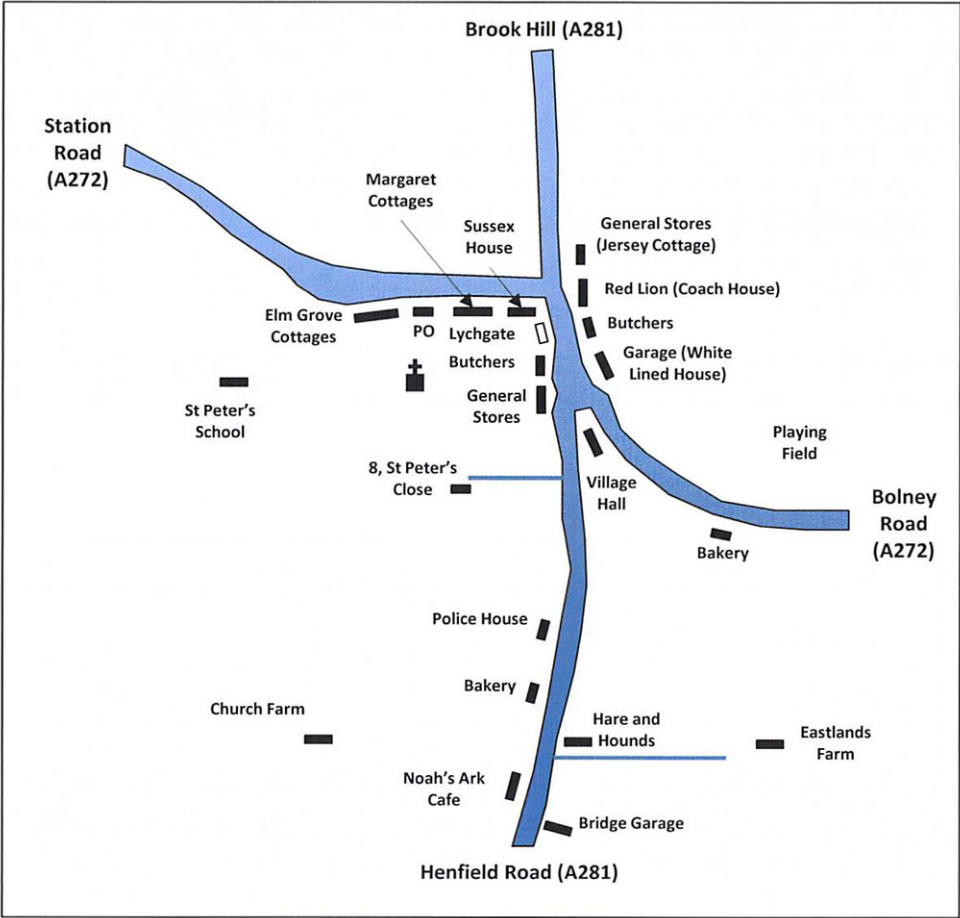 Brook Hill (A281)
Station
Road
(A272)
Margaret
Cottages
Sussex
House
General Stores
(Jersey Cottage)
Red Lion (Coach House)
Elm Grove
Cottages
PO
Lychgate
Butchers
Butchers
Garage (White
Lined House)
General
Stores
St Peter's
School
Playing
Field
8, St Peter's
Close
Village
Hall
Bolney
Road
(A272)
Bakery
Police House
Bakery
Church Farm
Hare and
Hounds
Eastlands
Farm
Noah's Ark
Cafe
Bridge Garage
Henfield Road (A281)